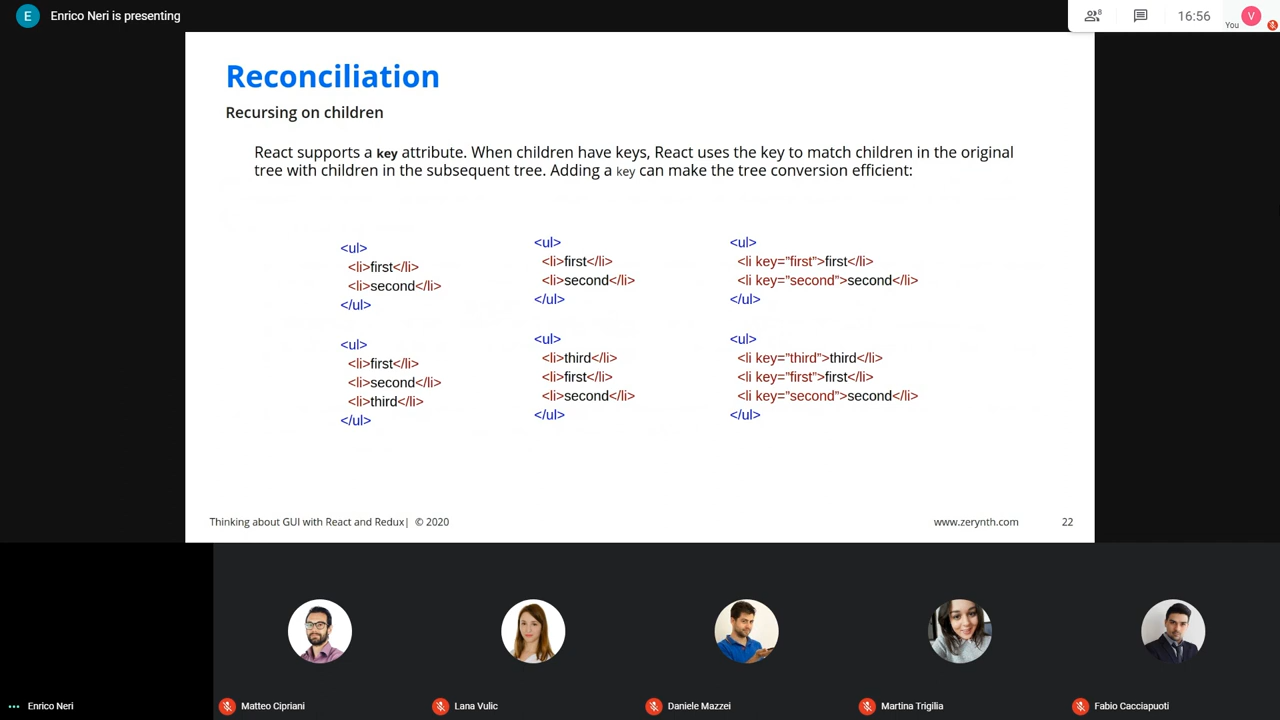 E Enrico Neri is presenting
8
16:56
You
V
Reconciliation
Recursing on children
React supports a key attribute. When children have keys, React uses the key to match children in the original
tree with children in the subsequent tree. Adding a key can make the tree conversion efficient:
<ul>
<li>first</li>
<li>second</li>
</ul>
<ul>
<li>first</li>
<li>second</li>
<li>third</li>
</ul>
<ul>
<li>first</li>
<li>second</li>
</ul>
<ul>
<li>third</li>
<li>first</li>
<li>second</li>
</ul>
<ul>
<li key="first”>first</li>
<li key="second”>second</li>
</ul>
<ul>
<li key="third”>third</li>
<li key="first”>first</li>
<li key="second”>second</li>
</ul>
Thinking about GUI with React and Redux| © 2020
www.zerynth.com
22
Enrico Neri
Matteo Cipriani
Lana Vulic
Daniele Mazzei
Martina Trigilia
Fabio Cacciapuoti